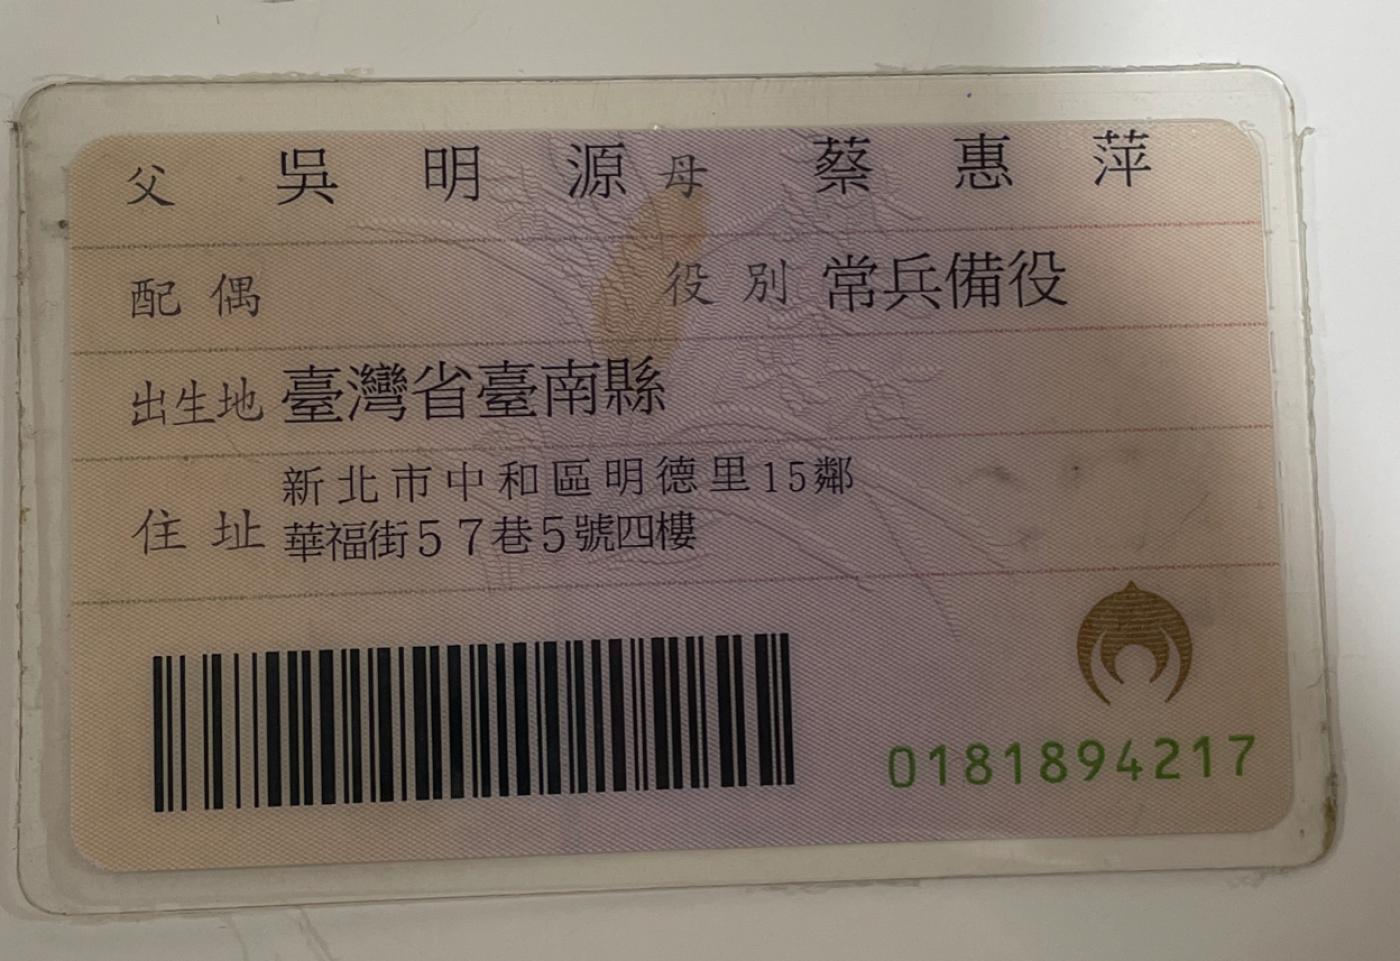 父 吳明源 母 蔡惠萍
配偶 役別 常兵備役
出生地 臺灣省臺南縣
住址 新北市中和區明德里15鄰
華福街57巷5號四樓
0181894217